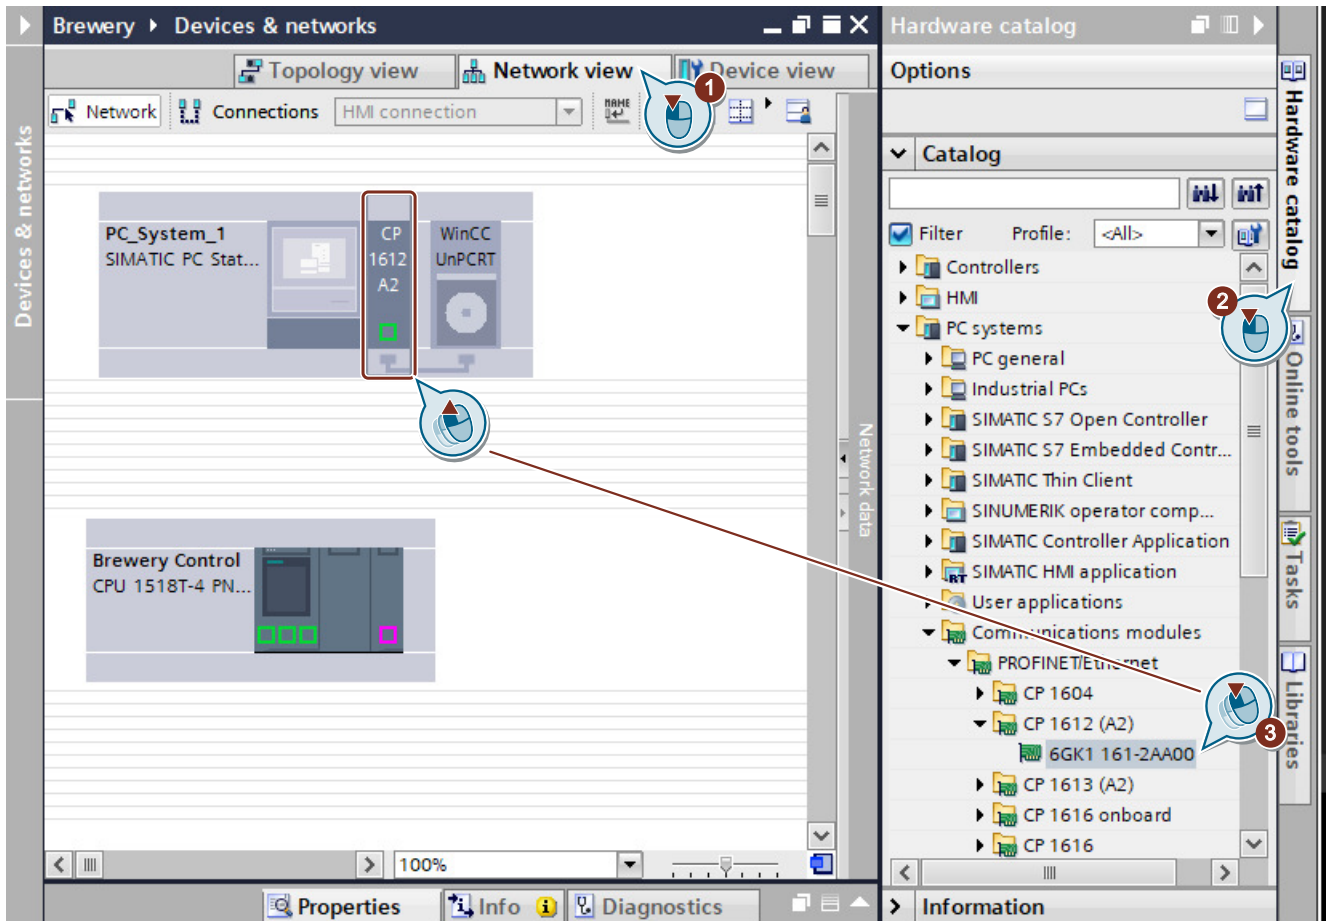 Brewery ▸ Devices & networks
Topology view
Network view
Device view
1
Network
Connections
HMI connection
NAME
Devices & networks
PC_System_1
SIMATIC PC Stat...
CP
1612
A2
WinCC
UnPCRT
Brewery Control
CPU 1518T-4 PN...
Network data
100%
Properties
Info
Diagnostics
Hardware catalog
Options
Catalog
Filter
Profile:
<All>
Controllers
HMI
2
PC systems
PC general
Industrial PCs
SIMATIC S7 Open Controller
SIMATIC S7 Embedded Contr...
SIMATIC Thin Client
SINUMERIK operator comp...
SIMATIC Controller Application
RT
SIMATIC HMI application
User applications
Communications modules
PROFINET/Ethernet
CP 1604
CP 1612 (A2)
3
6GK1 161-2AA00
CP 1613 (A2)
CP 1616 onboard
CP 1616
Information
Hardware catalog
Online tools
Tasks
Libraries